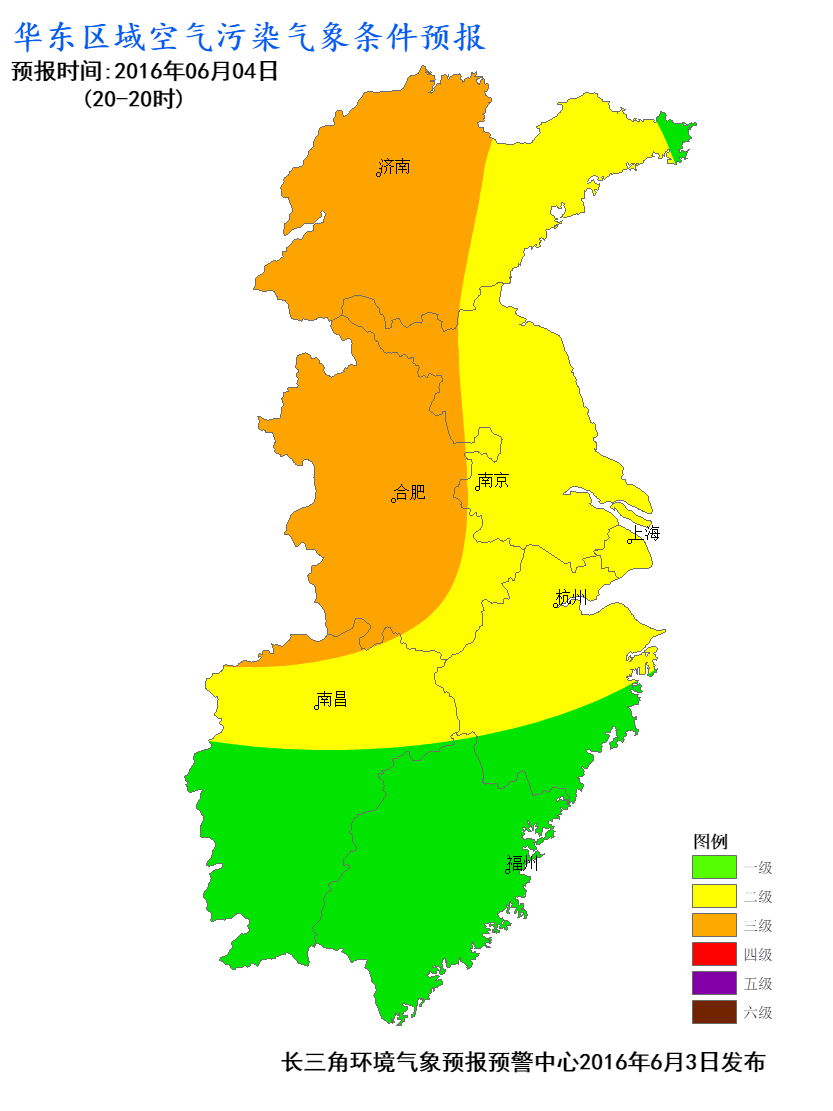 华东区域空气污染气象条件预报
预报时间:2016年06月04日
(20-20时)
济南
合肥
南京
上海
杭州
南昌
福州
图例
一级
二级
三级
四级
五级
六级
长三角环境气象预报预警中心2016年6月3日发布